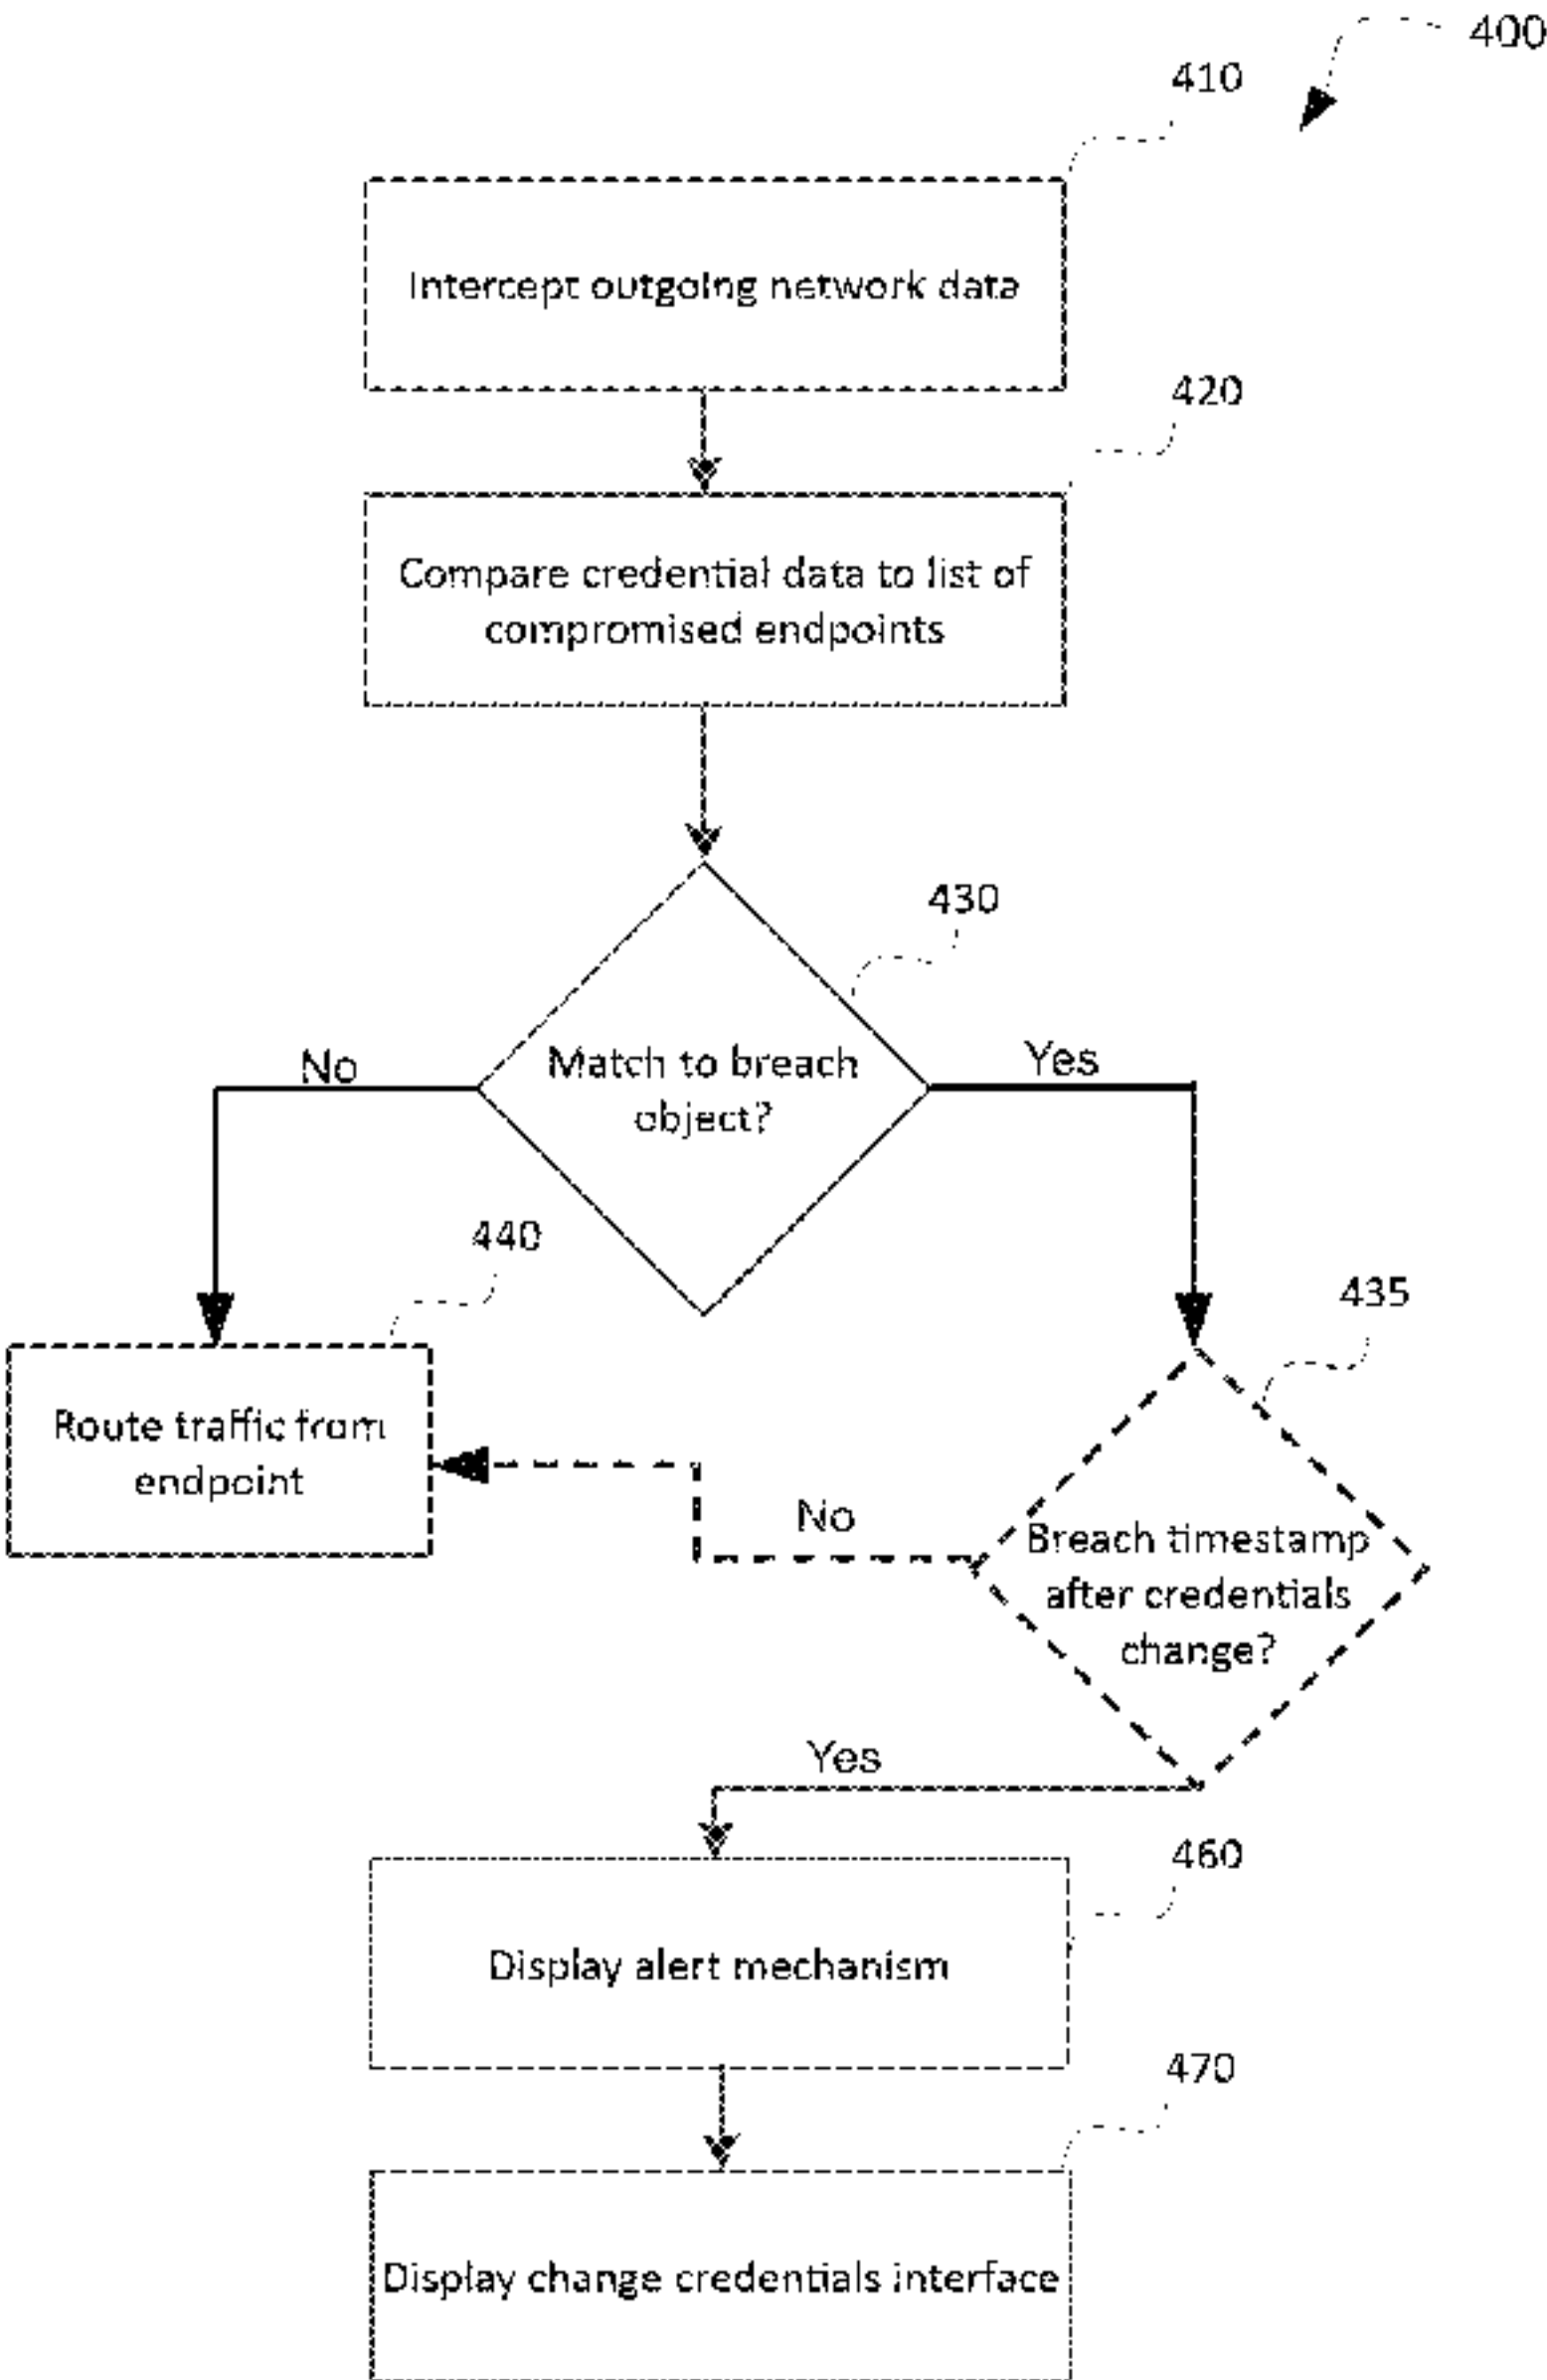 400
410
Intercept outgoing network data
420
Compare credential data to list of
compromised endpoints
430
Match to breach
object?
No
Yes
440
435
Route traffic from
endpoint
No
Breach timestamp
after credentials
change?
Yes
460
Display alert mechanism
470
Display change credentials interface